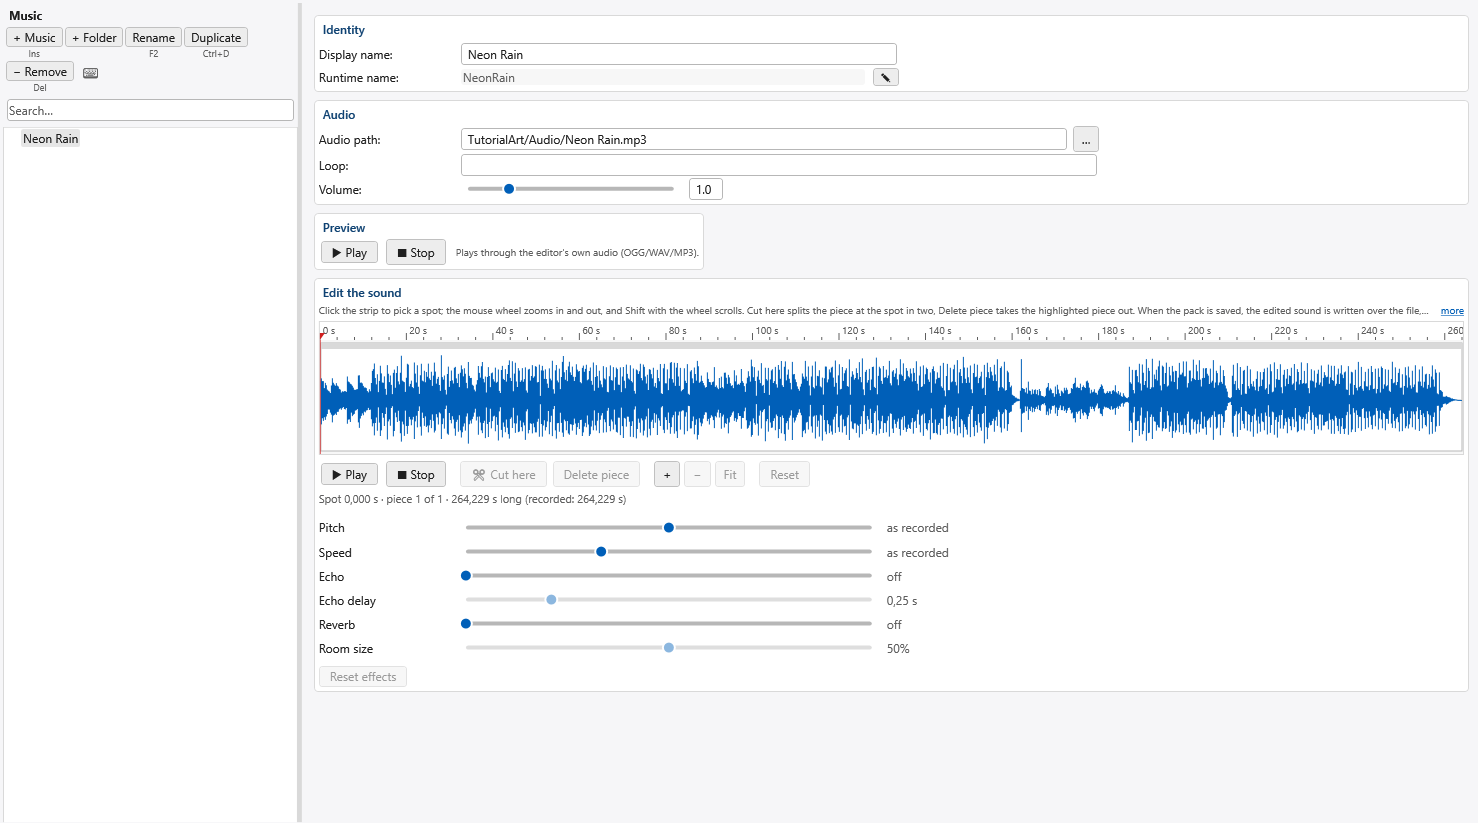 Music
+ Music
+ Folder
Rename
Duplicate
Ins
F2
Ctrl+D
− Remove
Del
Search...
Neon Rain
Identity
Display name:
Neon Rain
Runtime name:
NeonRain
Audio
Audio path:
TutorialArt/Audio/Neon Rain.mp3
...
Loop:
Volume:
1.0
Preview
Play
Stop
Plays through the editor's own audio (OGG/WAV/MP3).
Edit the sound
Click the strip to pick a spot; the mouse wheel zooms in and out, and Shift with the wheel scrolls. Cut here splits the piece at the spot in two, Delete piece takes the highlighted piece out. When the pack is saved, the edited sound is written over the file,...
more
0 s 20 s 40 s 60 s 80 s 100 s 120 s 140 s 160 s 180 s 200 s 220 s 240 s 260
Play
Stop
Cut here
Delete piece
+
−
Fit
Reset
Spot 0,000 s · piece 1 of 1 · 264,229 s long (recorded: 264,229 s)
Pitch
as recorded
Speed
as recorded
Echo
off
Echo delay
0,25 s
Reverb
off
Room size
50%
Reset effects